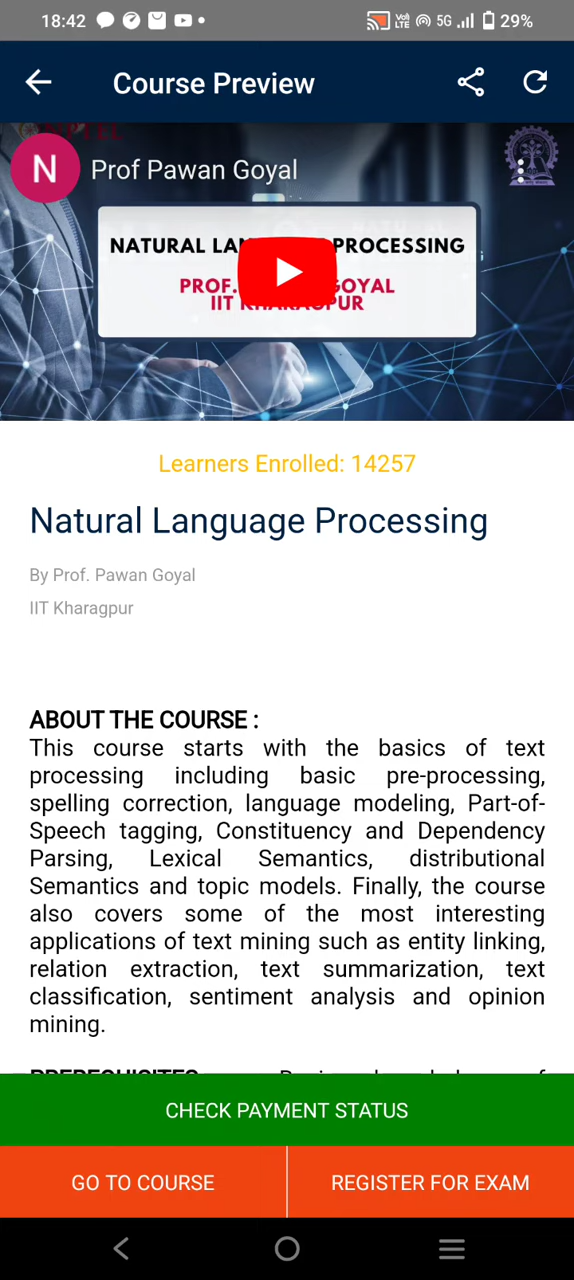 18:42
Vol LTE 5G 29%
Course Preview
N Prof Pawan Goyal
NATURAL LAN PROCESSING
PROF. GOYAL
IIT KHARAGPUR
Learners Enrolled: 14257
Natural Language Processing
By Prof. Pawan Goyal
IIT Kharagpur
ABOUT THE COURSE :
This course starts with the basics of text
processing including basic pre-processing,
spelling correction, language modeling, Part-of-
Speech tagging, Constituency and Dependency
Parsing, Lexical Semantics, distributional
Semantics and topic models. Finally, the course
also covers some of the most interesting
applications of text mining such as entity linking,
relation extraction, text summarization, text
classification, sentiment analysis and opinion
mining.
CHECK PAYMENT STATUS
GO TO COURSE
REGISTER FOR EXAM